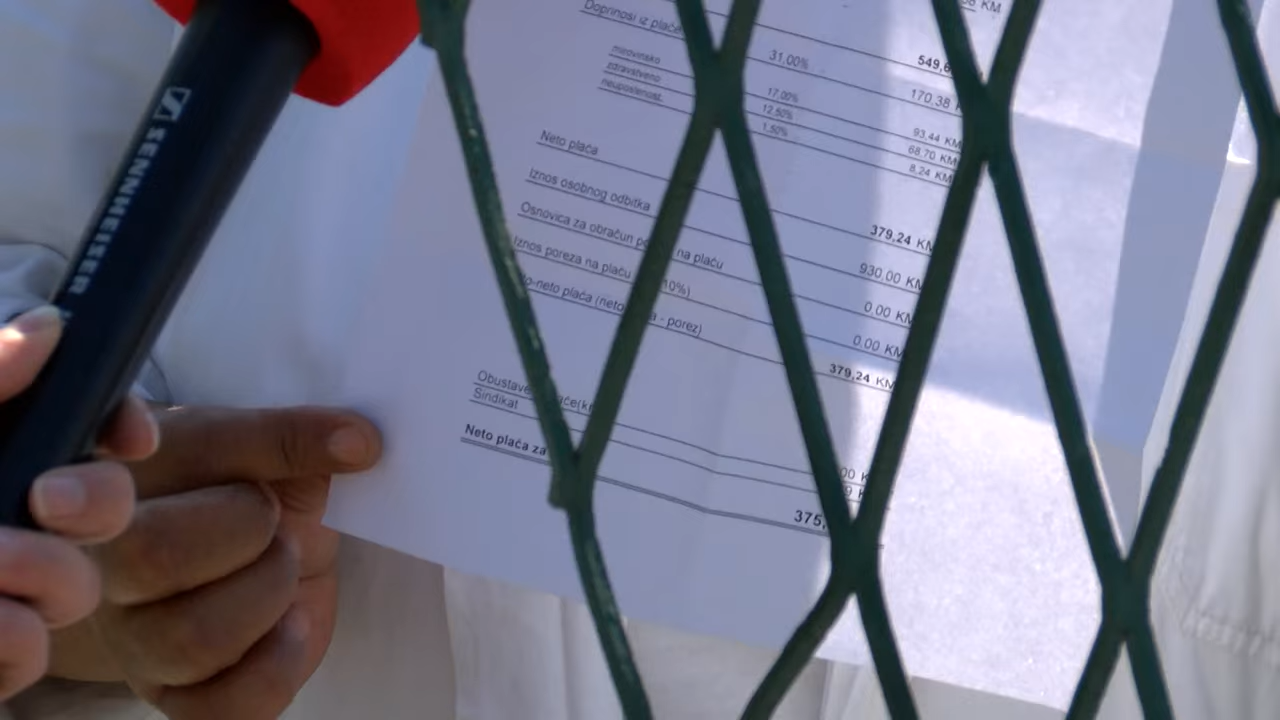 SENNHEISER
KM
Doprinosi iz plaće 31,00% 549,6
170,38
mirovinsko 17,00% 93,44 KM
zdravstveno 12,50% 68,70 KM
neuposlenost. 1,50% 8,24 KM
Neto plaća 379,24 KM
Iznos osobnog odbitka 930,00 KM
Osnovica za obračun na plaću 0,00 KM
Iznos poreza na plaću 10%) 0,00 KM
o-neto plaća (neto - porez) 379,24 KM
Obustave
Sindikat
Neto plaća za 375,